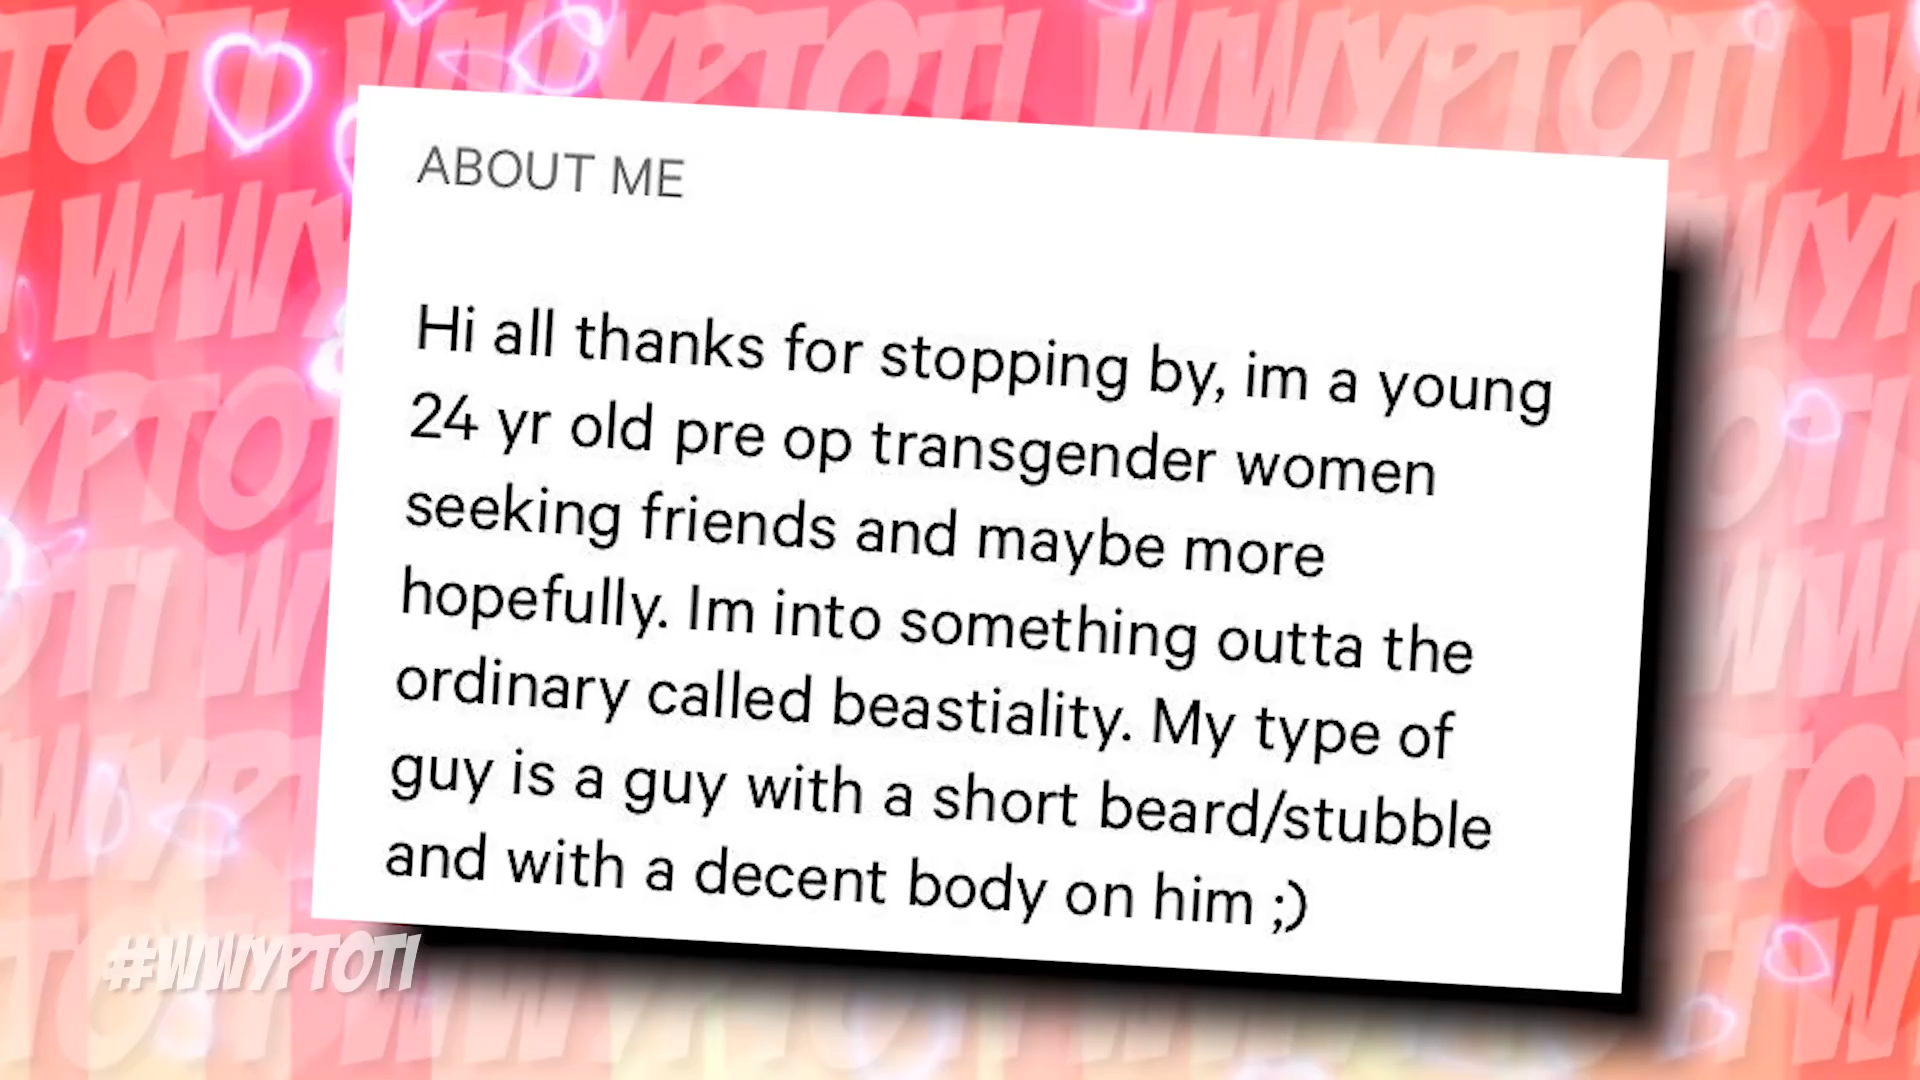 ABOUT ME
Hi all thanks for stopping by, im a young
24 yr old pre op transgender women
seeking friends and maybe more
hopefully. Im into something outta the
ordinary called beastiality. My type of
guy is a guy with a short beard/stubble
and with a decent body on him ;)
#WWYPTOTI